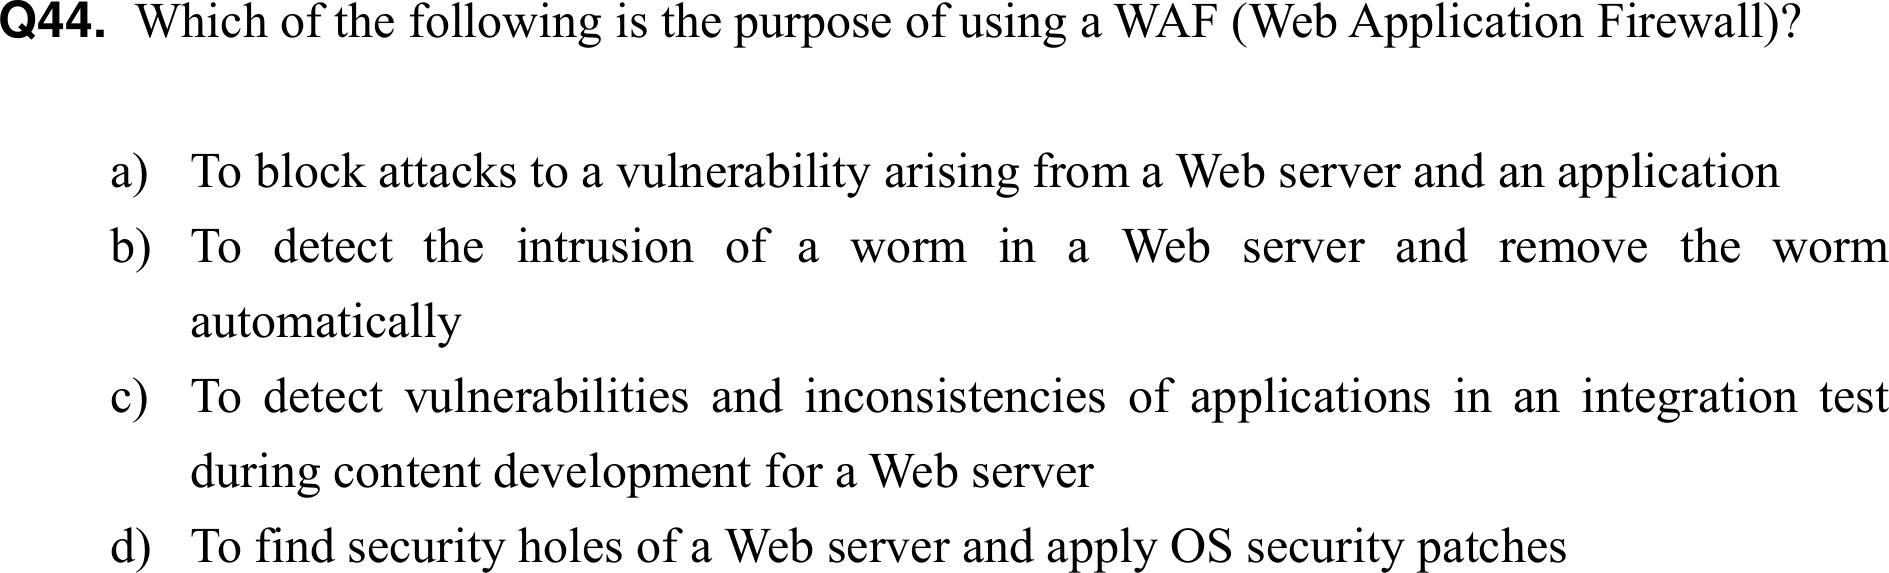 Q44. Which of the following is the purpose of using a WAF (Web Application Firewall)?
a) To block attacks to a vulnerability arising from a Web server and an application
b) To detect the intrusion of a worm in a Web server and remove the worm
automatically
c) To detect vulnerabilities and inconsistencies of applications in an integration test
during content development for a Web server
d) To find security holes of a Web server and apply OS security patches